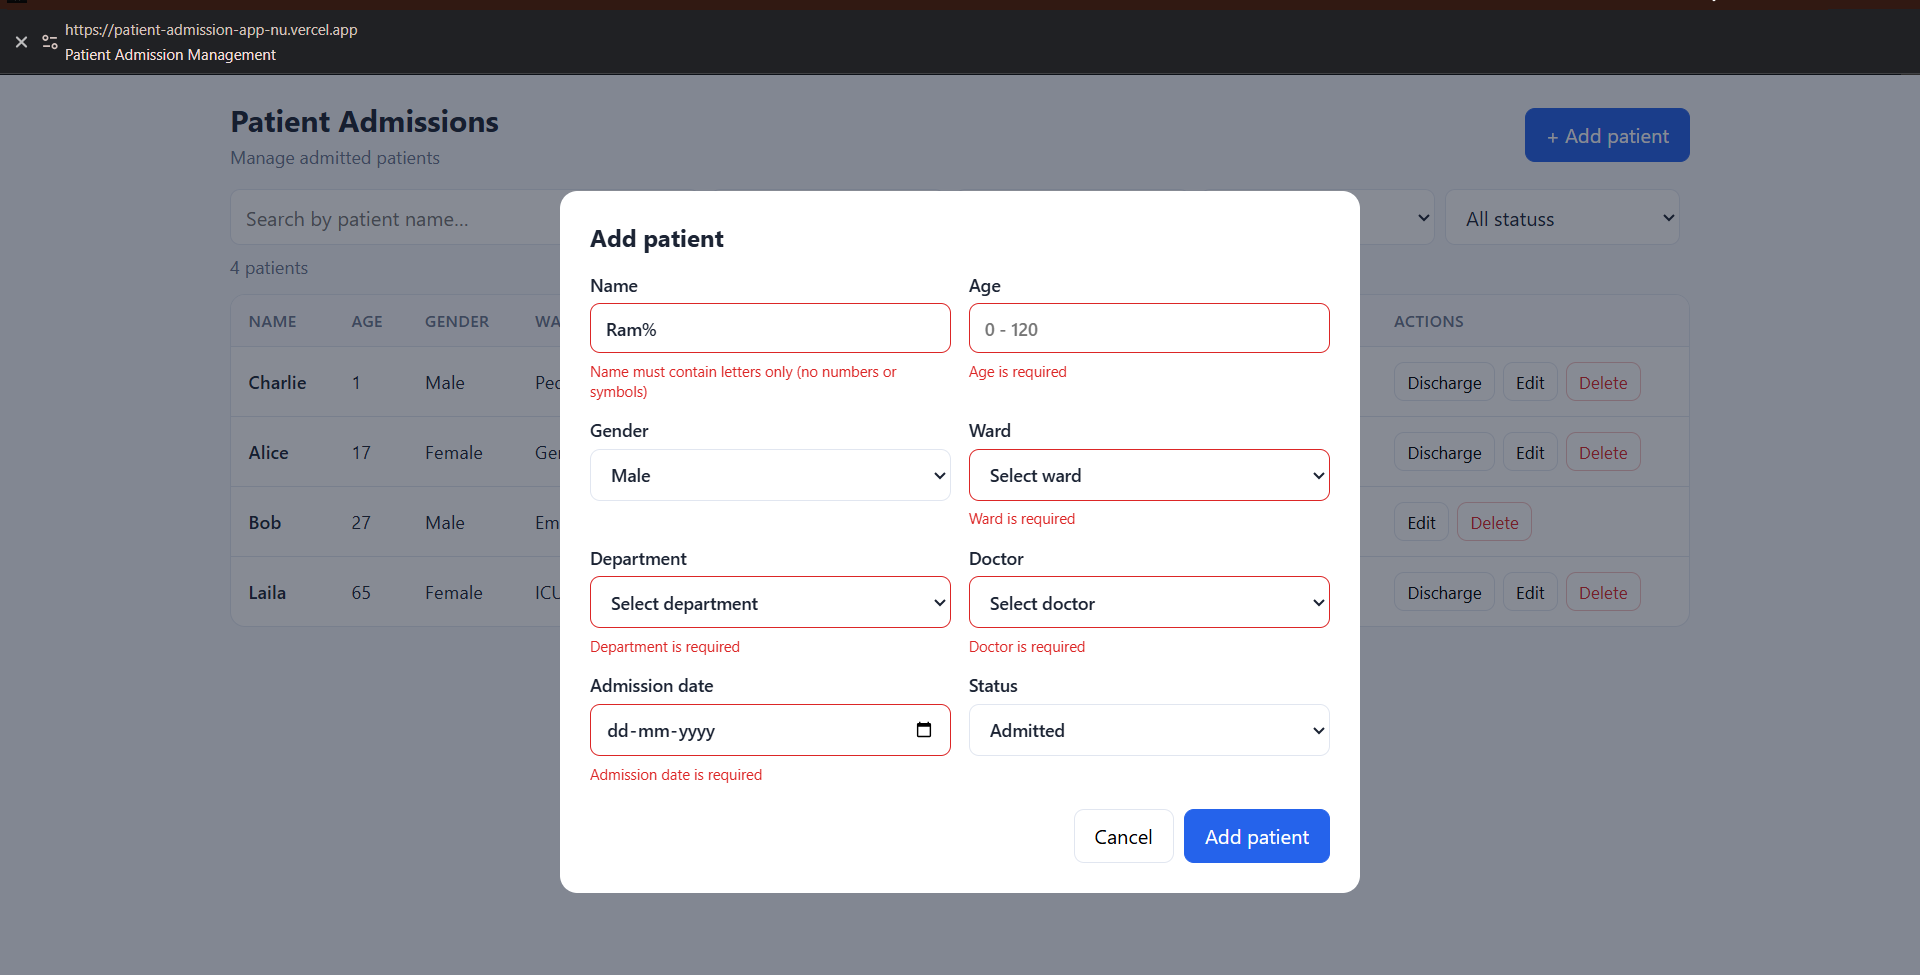 https://patient-admission-app-nu.vercel.app
Patient Admission Management
Patient Admissions
Manage admitted patients
+ Add patient
Search by patient name...
All statuss
4 patients
NAME AGE GENDER WA ACTIONS
Charlie 1 Male Pec Discharge Edit Delete
Alice 17 Female Ger Discharge Edit Delete
Bob 27 Male Em Edit Delete
Laila 65 Female ICU Discharge Edit Delete
Add patient
Name Age
Ram% 0 - 120
Name must contain letters only (no numbers or symbols) Age is required
Gender Ward
Male Select ward
Ward is required
Department Doctor
Select department Select doctor
Department is required Doctor is required
Admission date Status
dd-mm-yyyy Admitted
Admission date is required
Cancel Add patient